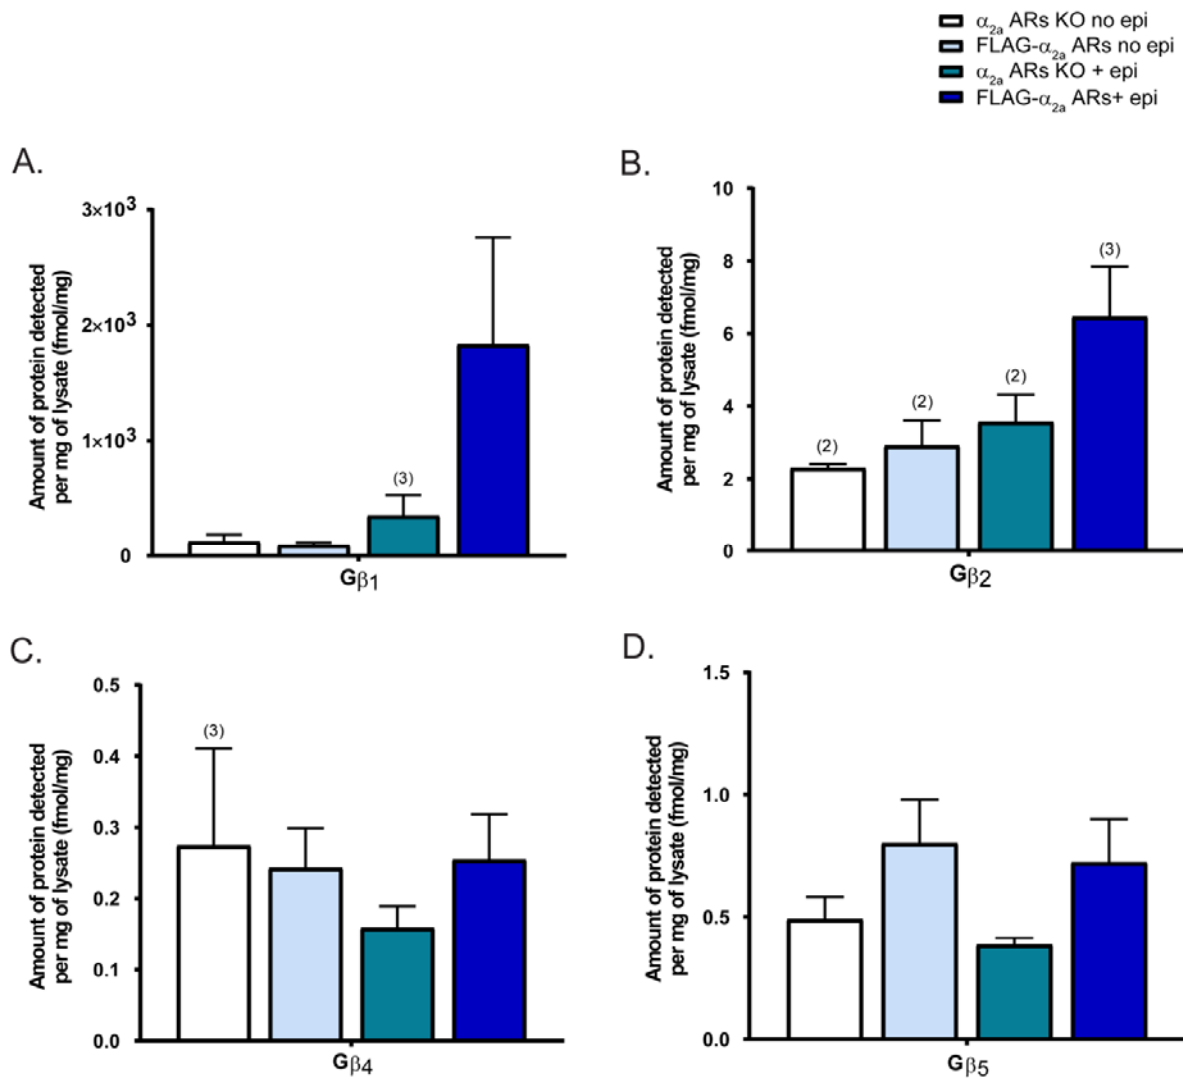 α2a ARs KO no epi
FLAG-α2a ARs no epi
α2a ARs KO + epi
FLAG-α2a ARs+ epi
A.
Amount of protein detected
per mg of lysate (fmol/mg)
3×10³
2×10³
1×10³
0
(3)
Gβ1
B.
Amount of protein detected
per mg of lysate (fmol/mg)
10
8
6
4
2
0
(2)
(2)
(2)
(3)
Gβ2
C.
Amount of protein detected
per mg of lysate (fmol/mg)
0.5
0.4
0.3
0.2
0.1
0.0
(3)
Gβ4
D.
Amount of protein detected
per mg of lysate (fmol/mg)
1.5
1.0
0.5
0.0
Gβ5